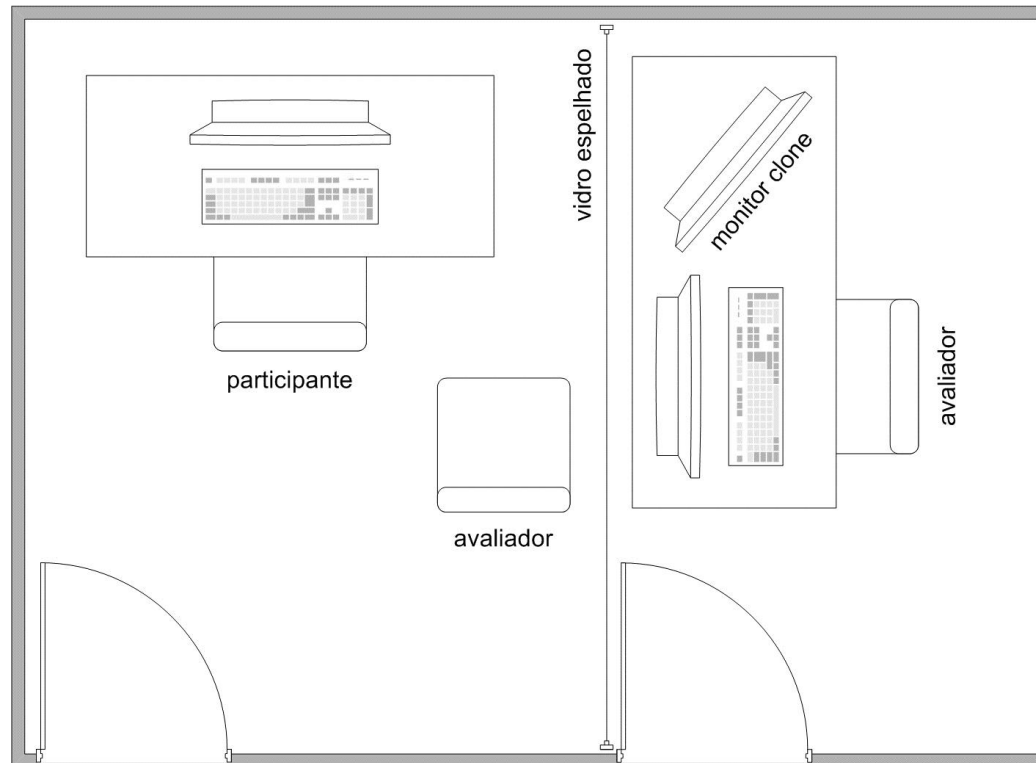 participante
avaliador
vidro espelhado
monitor clone
avaliador